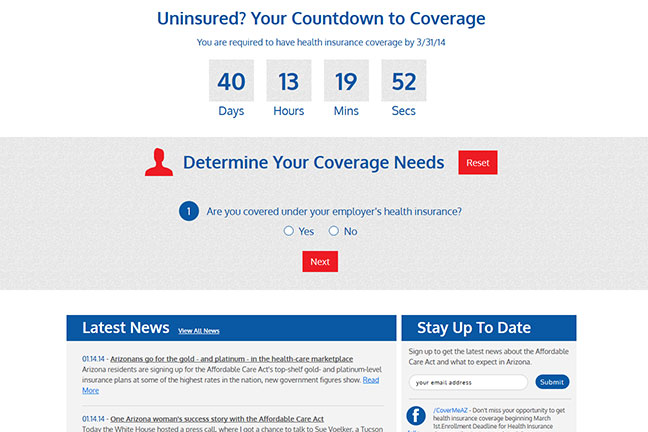 Uninsured? Your Countdown to Coverage
You are required to have health insurance coverage by 3/31/14
40 13 19 52
Days Hours Mins Secs
Determine Your Coverage Needs Reset
1 Are you covered under your employer's health insurance?
Yes No
Next
Latest News View All News
01.14.14 - Arizonans go for the gold - and platinum - in the health-care marketplace
Arizona residents are signing up for the Affordable Care Act's top-shelf gold- and platinum-level
insurance plans at some of the highest rates in the nation, new government figures show. Read
More
01.14.14 - One Arizona woman's success story with the Affordable Care Act
Today the White House hosted a press call, where I got a chance to talk to Sue Voelker, a Tucson
Stay Up To Date
Sign up to get the latest news about the Affordable
Care Act and what to expect in Arizona.
your email address Submit
/CoverMeAZ - Don't miss your opportunity to get
health insurance coverage beginning March
1st.Enrollment Deadline for Health Insurance